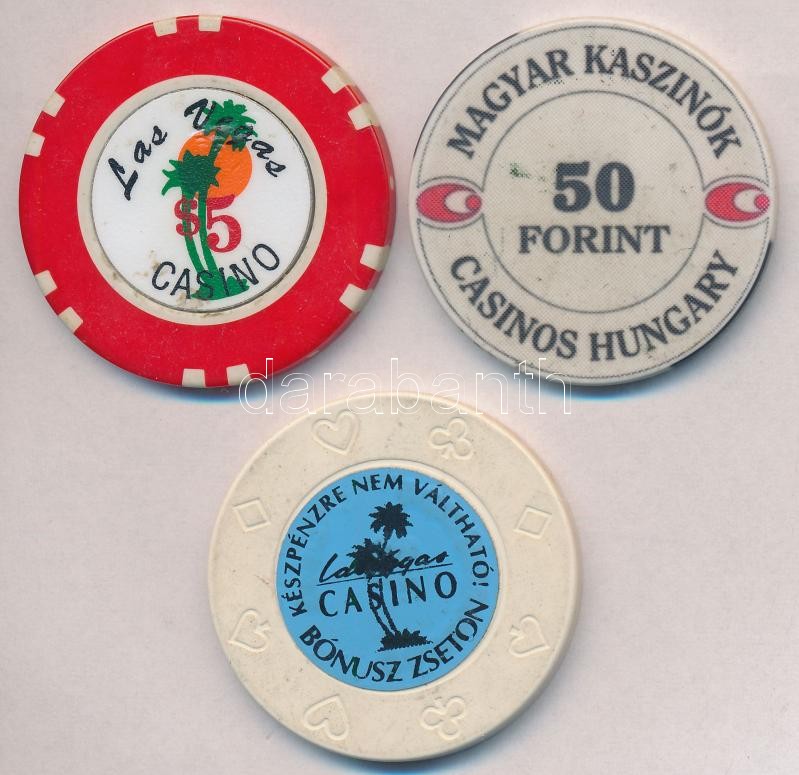 Las Vegas
$5
CASINO
MAGYAR KASZINÓK
50
FORINT
CASINOS HUNGARY
darabanth
KÉSZPÉNZRE NEM VÁLTHATÓ!
Las Vegas
CASINO
BÓNUSZ ZSETON